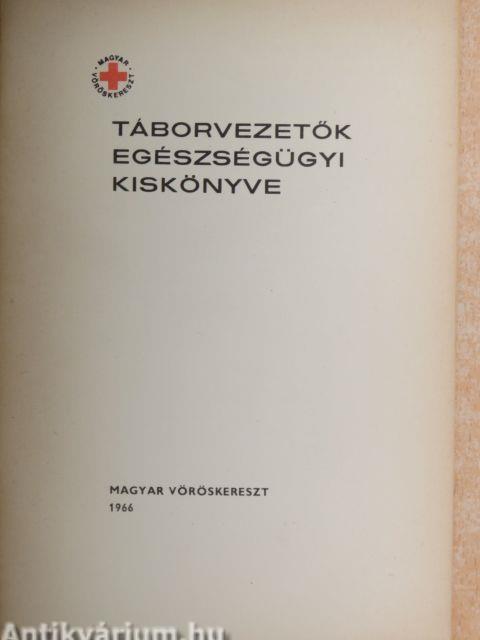 MAGYAR
VÖRÖSKERESZT
TÁBORVEZETŐK
EGÉSZSÉGÜGYI
KISKÖNYVE
MAGYAR VÖRÖSKERESZT
1966
Antikvárium.hu